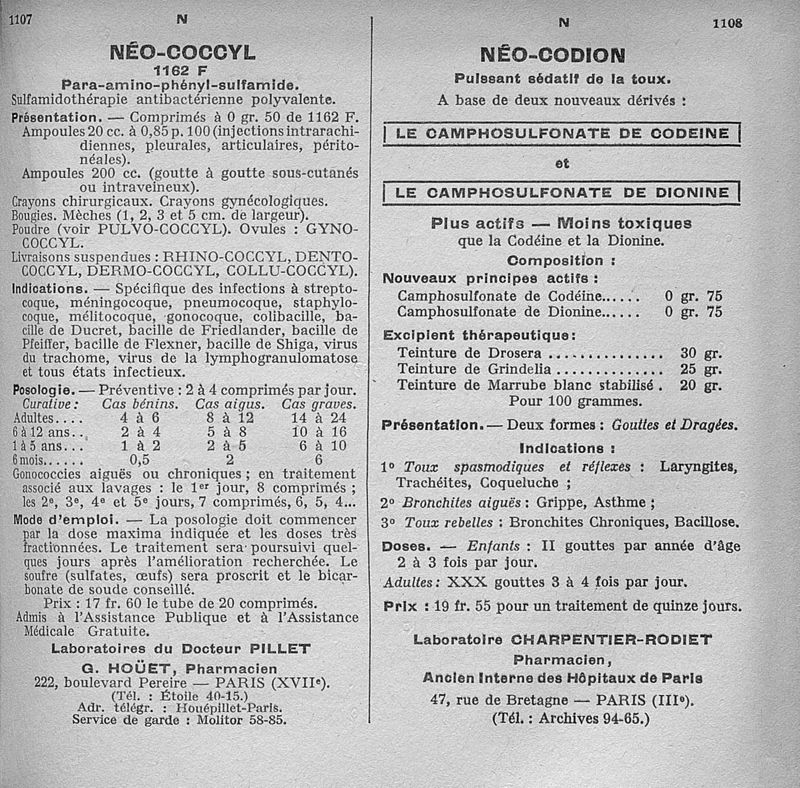 1107
N
NÉO-COCCYL
1162 F
Para-amino-phényl-sulfamide.
Sulfamidothérapie antibactérienne polyvalente.
Présentation. — Comprimés à 0 gr. 50 de 1162 F.
Ampoules 20 cc. à 0,85 p. 100 (injections intrarachi-
diennes, pleurales, articulaires, périto-
néales).
Ampoules 200 cc. (goutte à goutte sous-cutanés
ou intraveineux).
Crayons chirurgicaux. Crayons gynécologiques.
Bougies. Mèches (1, 2, 3 et 5 cm. de largeur).
Poudre (voir PULVO-COCCYL). Ovules : GYNO-
COCCYL.
Livraisons suspendues : RHINO-COCCYL, DENTO-
COCCYL, DERMO-COCCYL, COLLU-COCCYL).
Indications. — Spécifique des infections à strepto-
coque, méningocoque, pneumocoque, staphylo-
coque, mélitocoque, gonocoque, colibacille, ba-
cille de Ducret, bacille de Friedlander, bacille de
Pfeiffer, bacille de Flexner, bacille de Shiga, virus
du trachome, virus de la lymphogranulomatose
et tous états infectieux.
Posologie. — Préventive : 2 à 4 comprimés par jour.
Curative : Cas bénins. Cas aigus. Cas graves.
Adultes.... 4 à 6 8 à 12 14 à 24
6 à 12 ans... 2 à 4 5 à 8 10 à 16
1 à 5 ans... 1 à 2 2 à 5 6 à 10
6 mois...... 0,5 2 6
Gonococcies aiguës ou chroniques ; en traitement
associé aux lavages : le 1er jour, 8 comprimés ;
les 2e, 3e, 4e et 5e jours, 7 comprimés, 6, 5, 4...
Mode d'emploi. — La posologie doit commencer
par la dose maxima indiquée et les doses très
fractionnées. Le traitement sera poursuivi quel-
ques jours après l'amélioration recherchée. Le
soufre (sulfates, œufs) sera proscrit et le bicar-
bonate de soude conseillé.
Prix : 17 fr. 60 le tube de 20 comprimés.
Admis à l'Assistance Publique et à l'Assistance
Médicale Gratuite.
Laboratoires du Docteur PILLET
G. HOÜET, Pharmacien
222, boulevard Pereire — PARIS (XVIIe).
(Tél. : Étoile 40-15.)
Adr. télégr. : Houépillet-Paris.
Service de garde : Molitor 58-85.
N
1108
NÉO-CODION
Puissant sédatif de la toux.
A base de deux nouveaux dérivés :
LE CAMPHOSULFONATE DE CODEINE
et
LE CAMPHOSULFONATE DE DIONINE
Plus actifs — Moins toxiques
que la Codéine et la Dionine.
Composition :
Nouveaux principes actifs :
Camphosulfonate de Codéine...... 0 gr. 75
Camphosulfonate de Dionine...... 0 gr. 75
Excipient thérapeutique :
Teinture de Drosera ............... 30 gr.
Teinture de Grindelia .............. 25 gr.
Teinture de Marrube blanc stabilisé . 20 gr.
Pour 100 grammes.
Présentation. — Deux formes : Gouttes et Dragées.
Indications :
1° Toux spasmodiques et réflexes : Laryngites,
Trachéites, Coqueluche ;
2° Bronchites aiguës : Grippe, Asthme ;
3° Toux rebelles : Bronchites Chroniques, Bacillose.
Doses. — Enfants : II gouttes par année d'âge
2 à 3 fois par jour.
Adultes : XXX gouttes 3 à 4 fois par jour.
Prix : 19 fr. 55 pour un traitement de quinze jours.
Laboratoire CHARPENTIER-RODIET
Pharmacien,
Ancien Interne des Hôpitaux de Paris
47, rue de Bretagne — PARIS (IIIe).
(Tél. : Archives 94-65.)